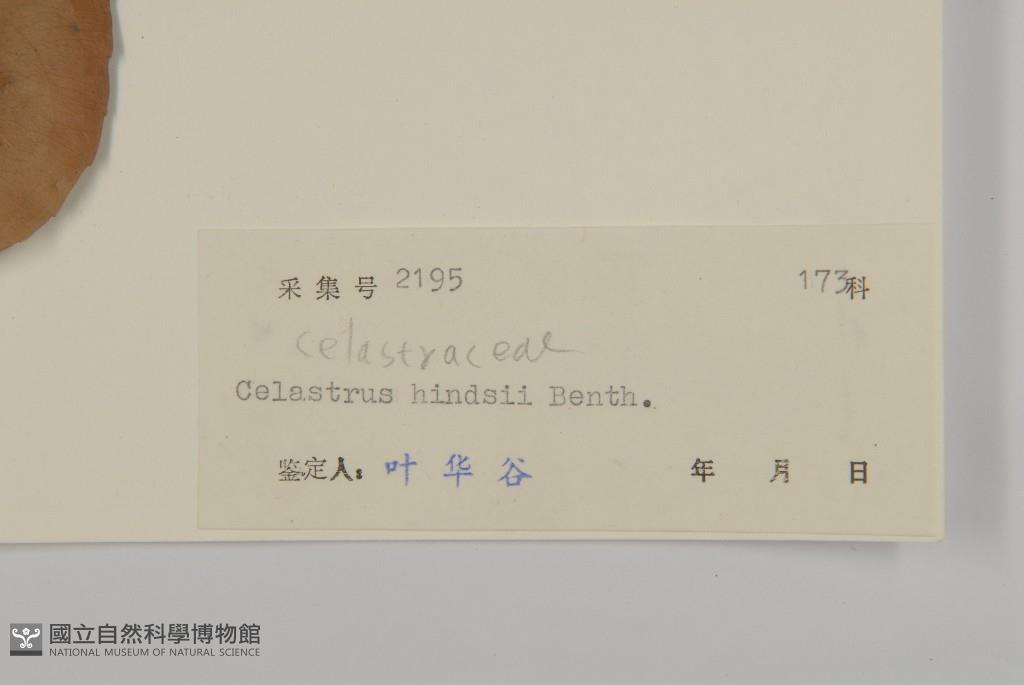 采集号 2195 173科
Celastraceae
Celastrus hindsii Benth.
鉴定人: 叶华谷 年 月 日
國立自然科學博物館
NATIONAL MUSEUM OF NATURAL SCIENCE